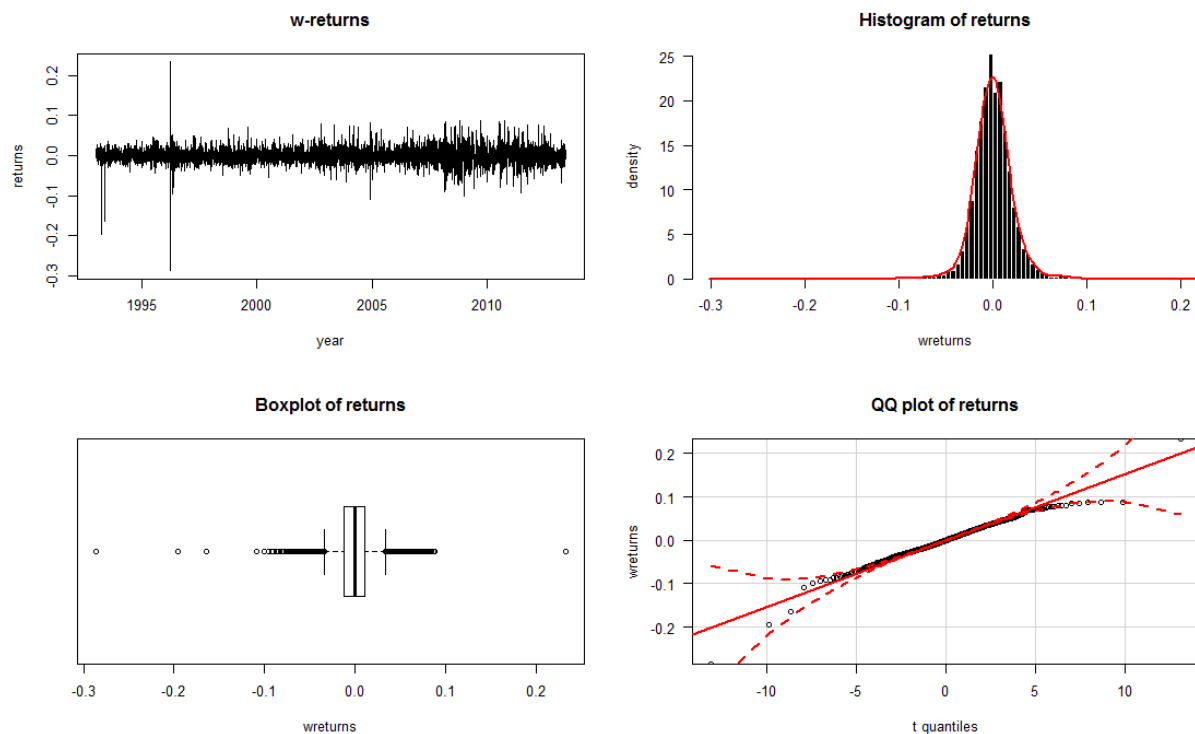 w-returns
returns
0.2
0.1
0.0
-0.1
-0.2
-0.3
1995 2000 2005 2010
year
Histogram of returns
density
25
20
15
10
5
0
-0.3 -0.1 0.0 0.1 0.2
wreturns
Boxplot of returns
-0.3 -0.2 -0.1 0.0 0.1 0.2
wreturns
QQ plot of returns
wreturns
0.2
0.1
0.0
-0.1
-0.2
-10 -5 0 5 10
t quantiles